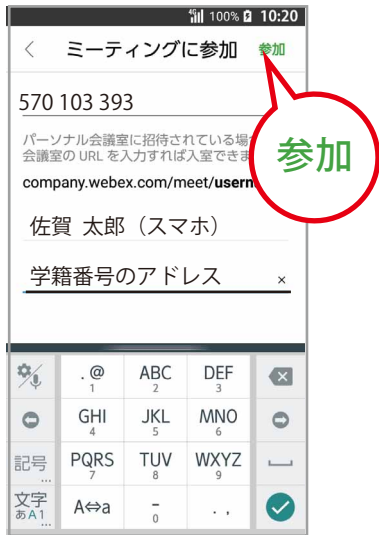 4G 100% 10:20
ミーティングに参加 参加
570 103 393
パーソナル会議室に招待されている場
会議室の URL を入力すれば入室できま
company.webex.com/meet/usern
参加
佐賀 太郎（スマホ）
学籍番号のアドレス ×
.@ ABC DEF
1 2 3
GHI JKL MNO
4 5 6
記号 PQRS TUV WXYZ
... 7 8 9
文字 A⇔a - . ,
あA1 0
...